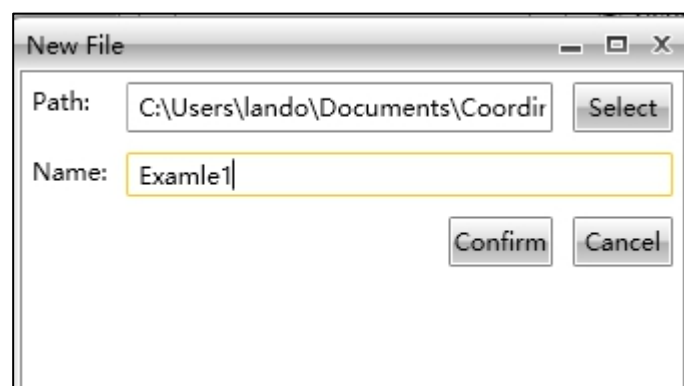 New File
Path: C:\Users\lando\Documents\Coordir Select
Name: Examle1
Confirm Cancel